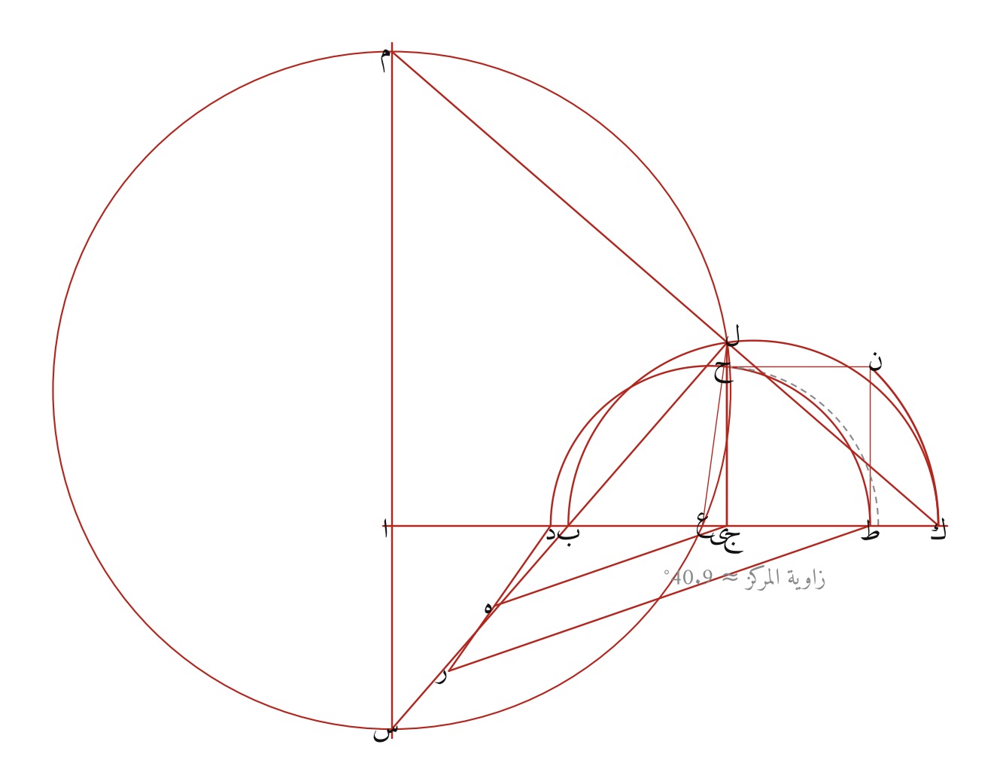 م
ل
ن
ح
ا
د
ب
ع
ى
ج
ط
ك
زاوية المركز ≈ 40.9°
ه
ر
س